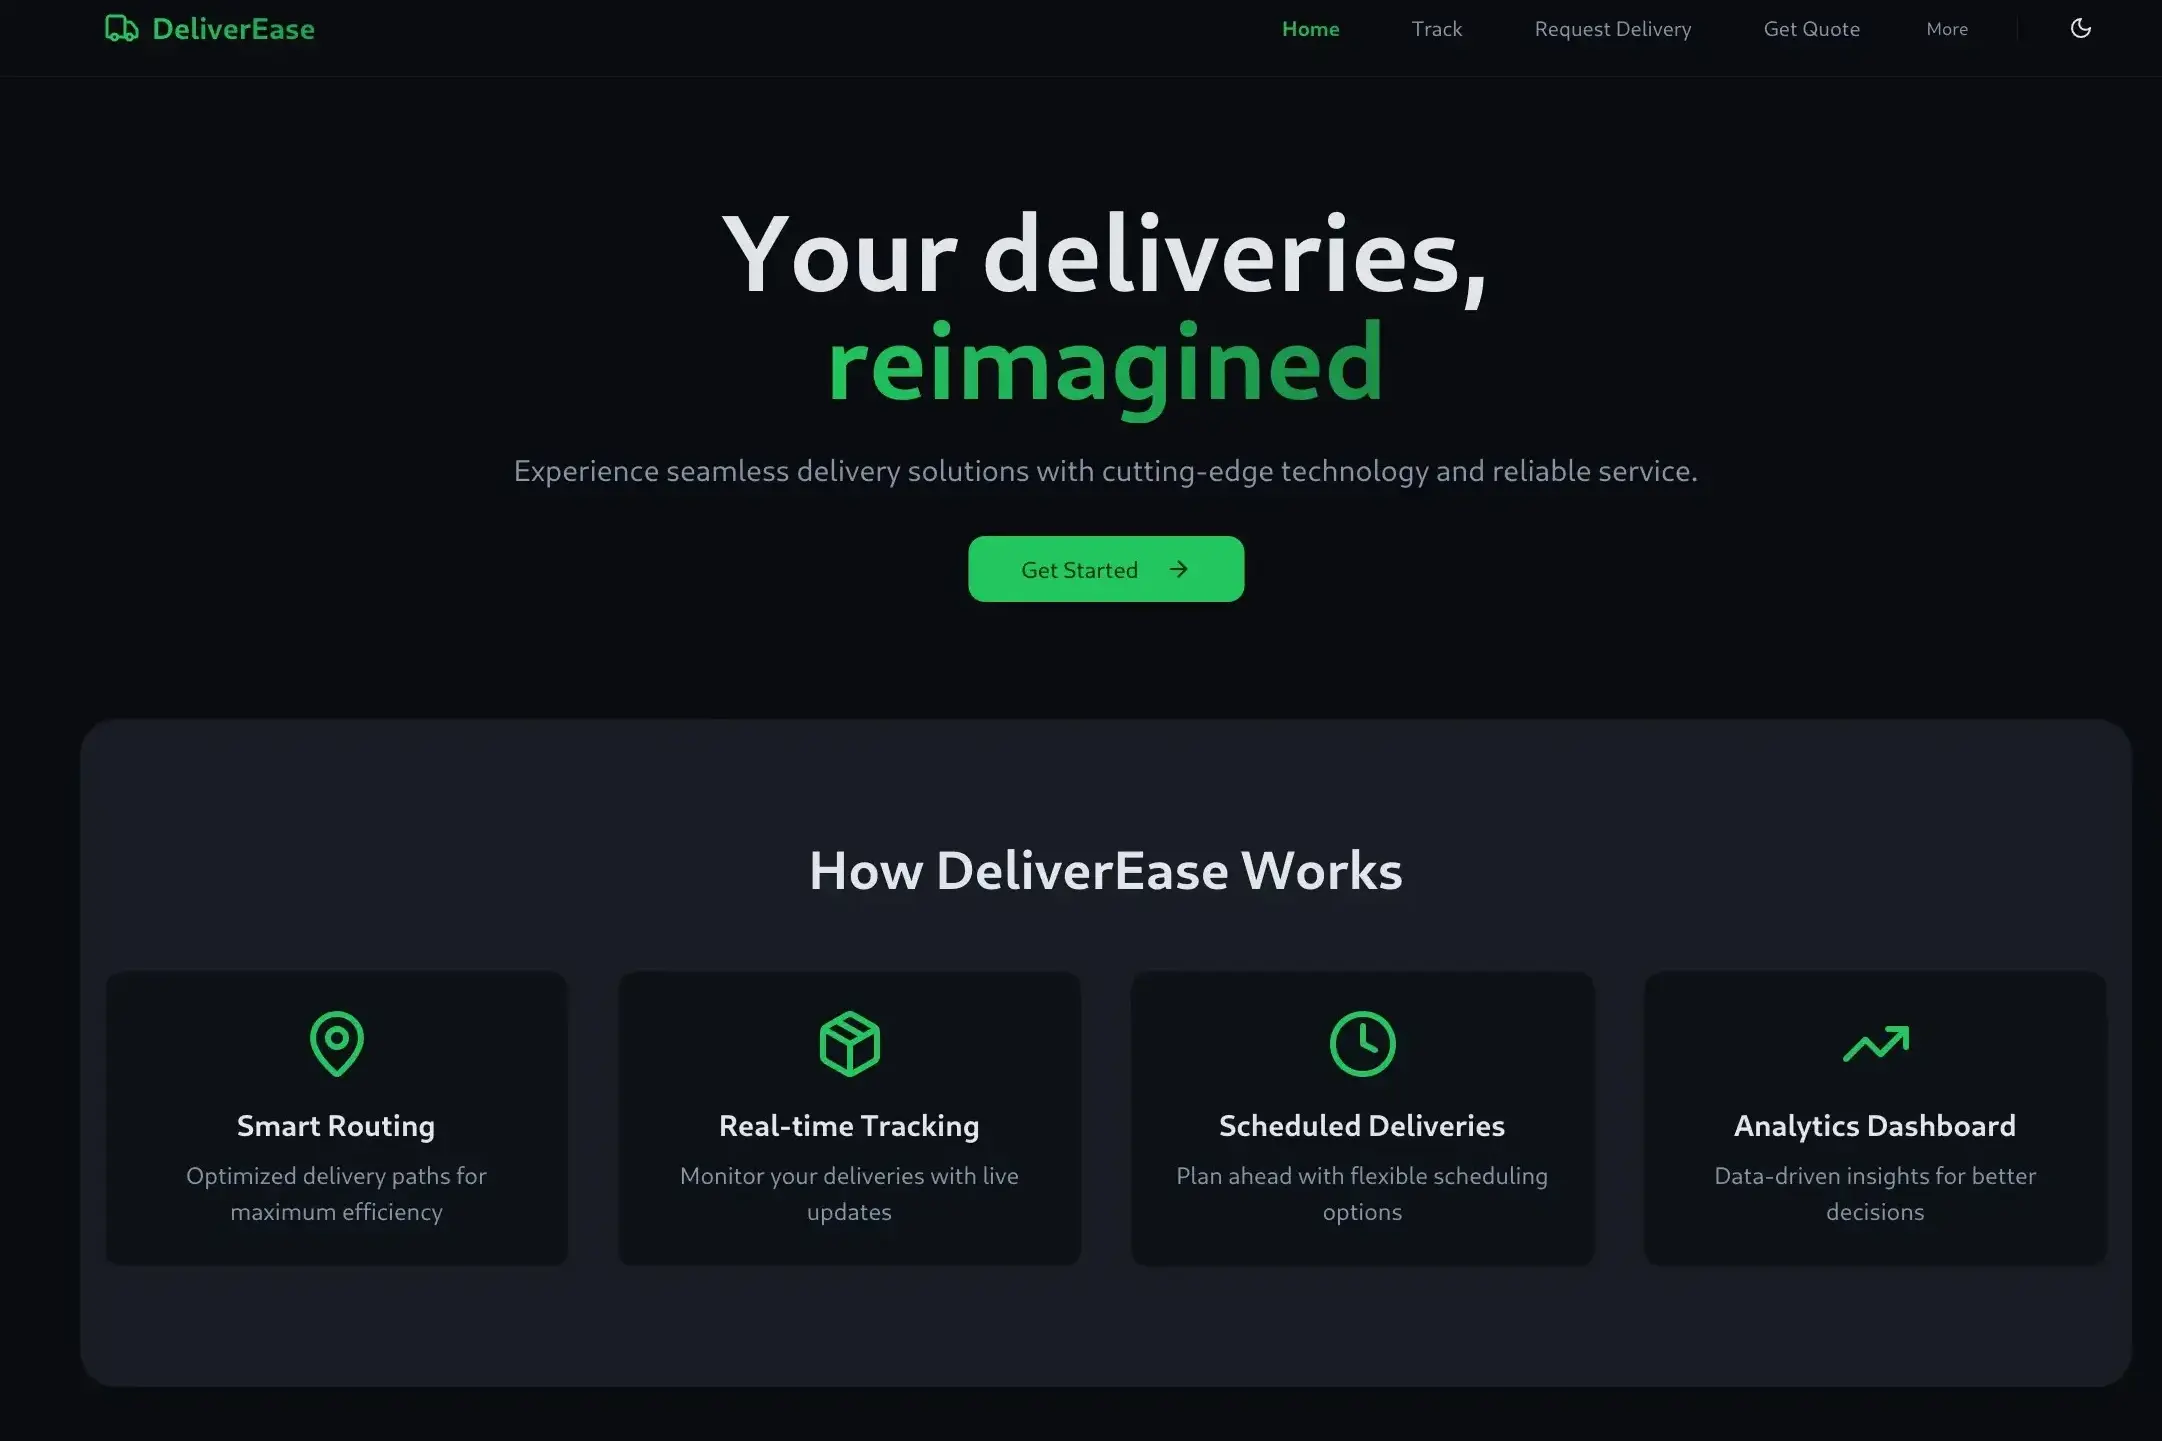 DeliverEase
Home Track Request Delivery Get Quote More
Your deliveries,
reimagined
Experience seamless delivery solutions with cutting-edge technology and reliable service.
Get Started
How DeliverEase Works
Smart Routing
Optimized delivery paths for
maximum efficiency
Real-time Tracking
Monitor your deliveries with live
updates
Scheduled Deliveries
Plan ahead with flexible scheduling
options
Analytics Dashboard
Data-driven insights for better
decisions